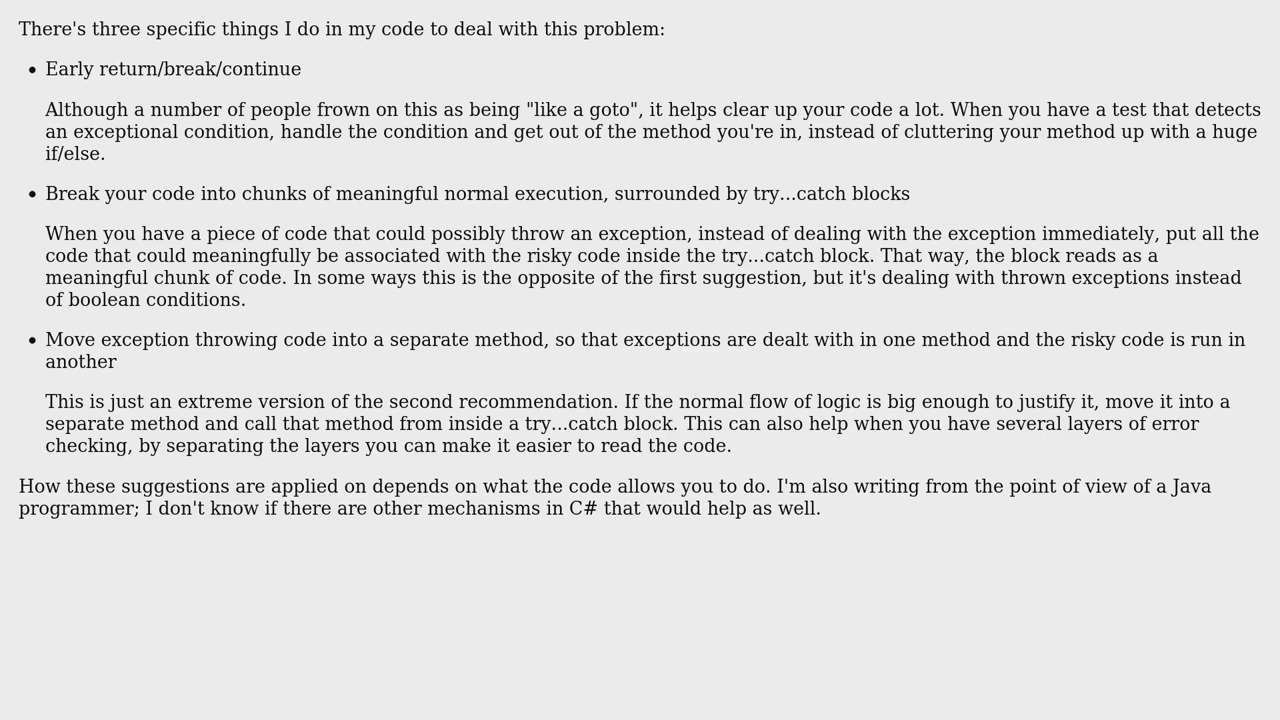 There's three specific things I do in my code to deal with this problem:
• Early return/break/continue
Although a number of people frown on this as being "like a goto", it helps clear up your code a lot. When you have a test that detects
an exceptional condition, handle the condition and get out of the method you're in, instead of cluttering your method up with a huge
if/else.
• Break your code into chunks of meaningful normal execution, surrounded by try...catch blocks
When you have a piece of code that could possibly throw an exception, instead of dealing with the exception immediately, put all the
code that could meaningfully be associated with the risky code inside the try...catch block. That way, the block reads as a
meaningful chunk of code. In some ways this is the opposite of the first suggestion, but it's dealing with thrown exceptions instead
of boolean conditions.
• Move exception throwing code into a separate method, so that exceptions are dealt with in one method and the risky code is run in
another
This is just an extreme version of the second recommendation. If the normal flow of logic is big enough to justify it, move it into a
separate method and call that method from inside a try...catch block. This can also help when you have several layers of error
checking, by separating the layers you can make it easier to read the code.
How these suggestions are applied on depends on what the code allows you to do. I'm also writing from the point of view of a Java
programmer; I don't know if there are other mechanisms in C# that would help as well.